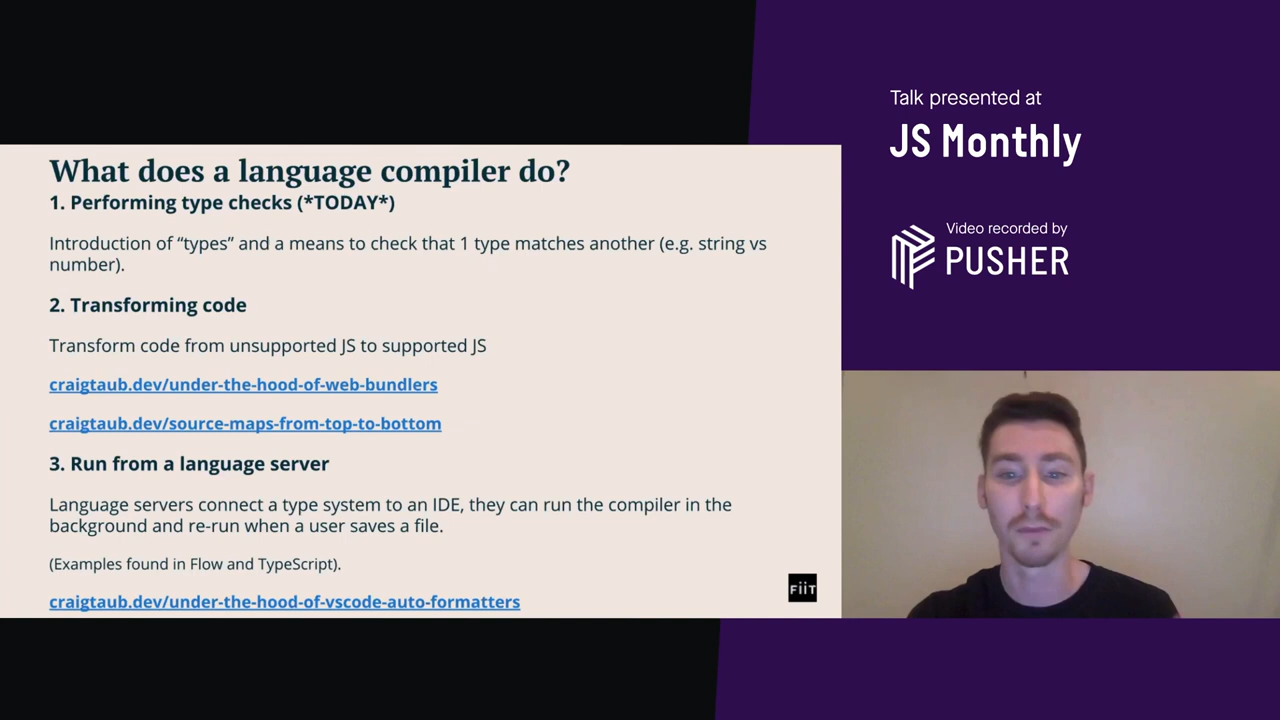 What does a language compiler do?
1. Performing type checks (*TODAY*)
Introduction of “types” and a means to check that 1 type matches another (e.g. string vs
number).
2. Transforming code
Transform code from unsupported JS to supported JS
craigtaub.dev/under-the-hood-of-web-bundlers
craigtaub.dev/source-maps-from-top-to-bottom
3. Run from a language server
Language servers connect a type system to an IDE, they can run the compiler in the
background and re-run when a user saves a file.
(Examples found in Flow and TypeScript).
craigtaub.dev/under-the-hood-of-vscode-auto-formatters
FiiT
Talk presented at
JS Monthly
Video recorded by
PUSHER